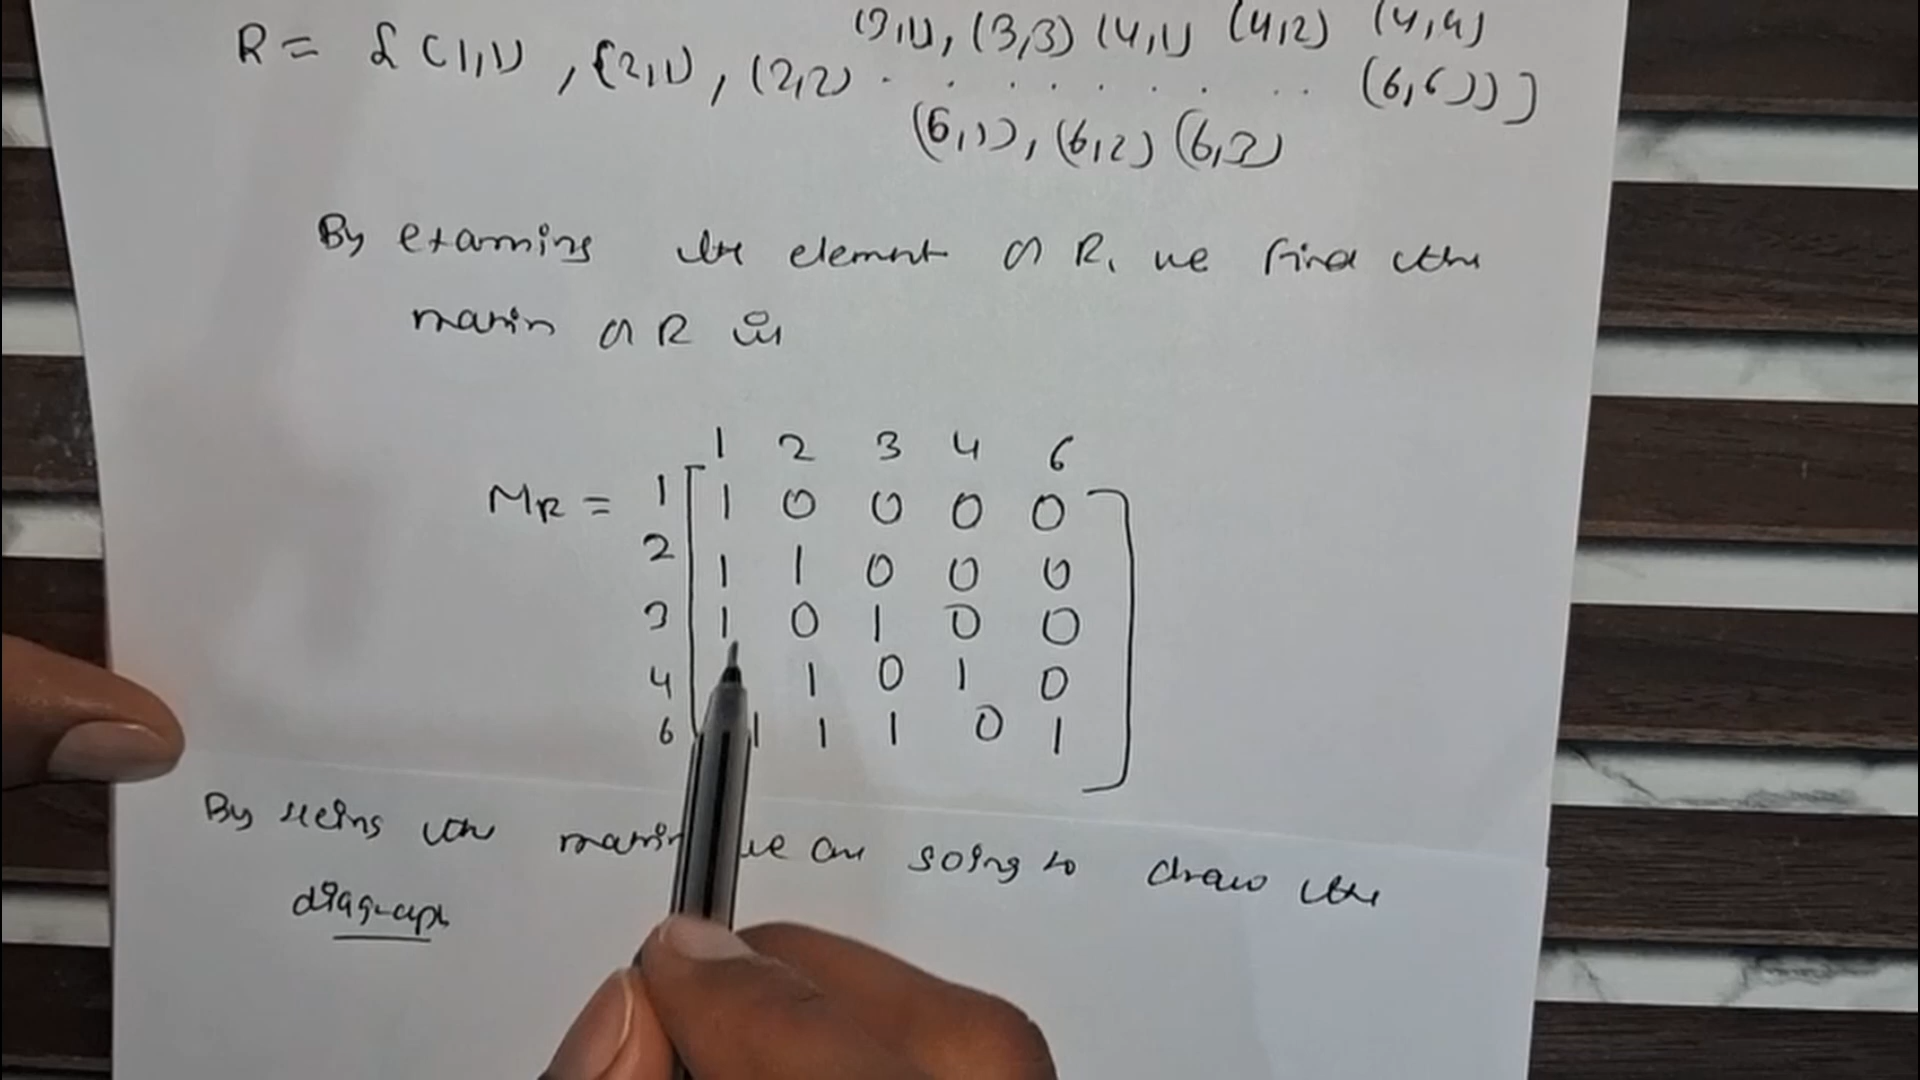 (3,1), (3,3) (4,1) (4,2) (4,4)
R = { (1,1) , (2,1) , (2,2) . . . . . . . . . (6,6))}
(6,1), (6,2) (6,3)
By examing the element of R, we find the
matrix of R is
1 2 3 4 6
MR = 1 1 0 0 0 0
2 1 1 0 0 0
3 1 0 1 0 0
4 1 0 1 0
6 1 1 1 0 1
By seeing the matrix we are going to draw the
diagraph